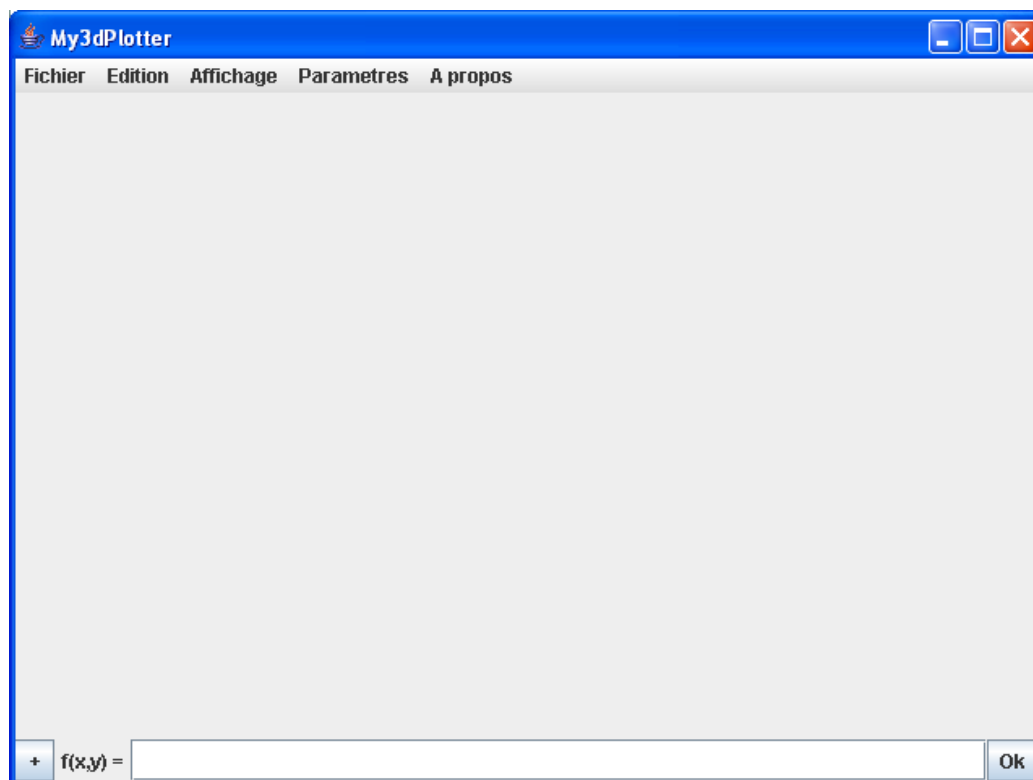 My3dPlotter
Fichier Edition Affichage Parametres A propos
+ f(x,y) = Ok